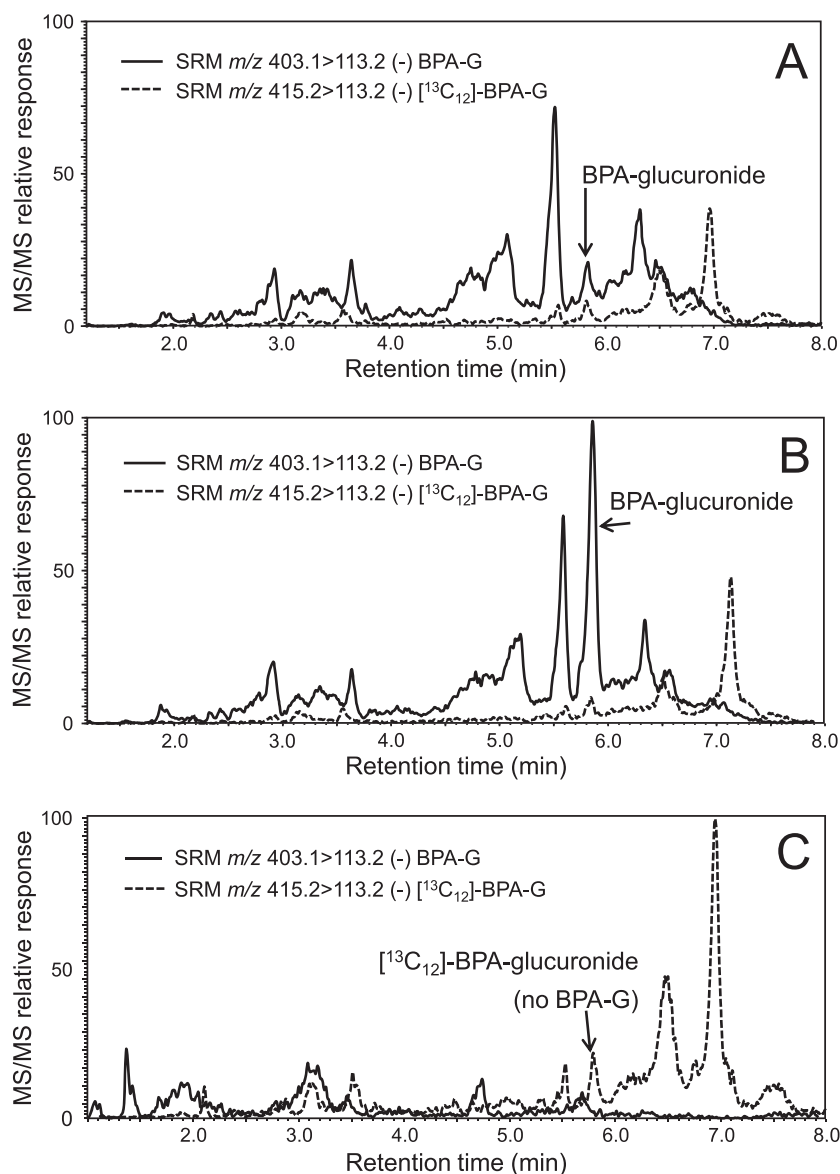 100
50
0
MS/MS relative response
SRM m/z 403.1>113.2 (-) BPA-G
SRM m/z 415.2>113.2 (-) [¹³C₁₂]-BPA-G
A
BPA-glucuronide
2.0 3.0 4.0 5.0 6.0 7.0 8.0
Retention time (min)
100
50
0
MS/MS relative response
SRM m/z 403.1>113.2 (-) BPA-G
SRM m/z 415.2>113.2 (-) [¹³C₁₂]-BPA-G
B
BPA-glucuronide
2.0 3.0 4.0 5.0 6.0 7.0 8.0
Retention time (min)
100
50
0
MS/MS relative response
SRM m/z 403.1>113.2 (-) BPA-G
SRM m/z 415.2>113.2 (-) [¹³C₁₂]-BPA-G
C
[¹³C₁₂]-BPA-glucuronide
(no BPA-G)
2.0 3.0 4.0 5.0 6.0 7.0 8.0
Retention time (min)